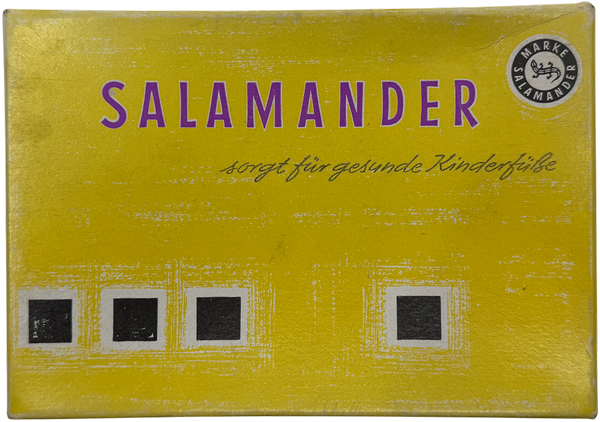 MARKE SALAMANDER
SALAMANDER
sorgt für gesunde Kinderfüße